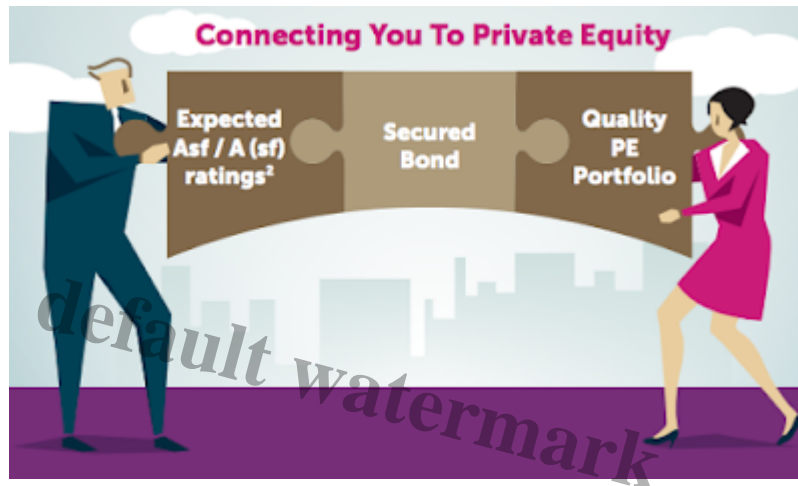 Connecting You To Private Equity
Expected
Asf / A (sf)
ratings²
Secured
Bond
Quality
PE
Portfolio
default watermark